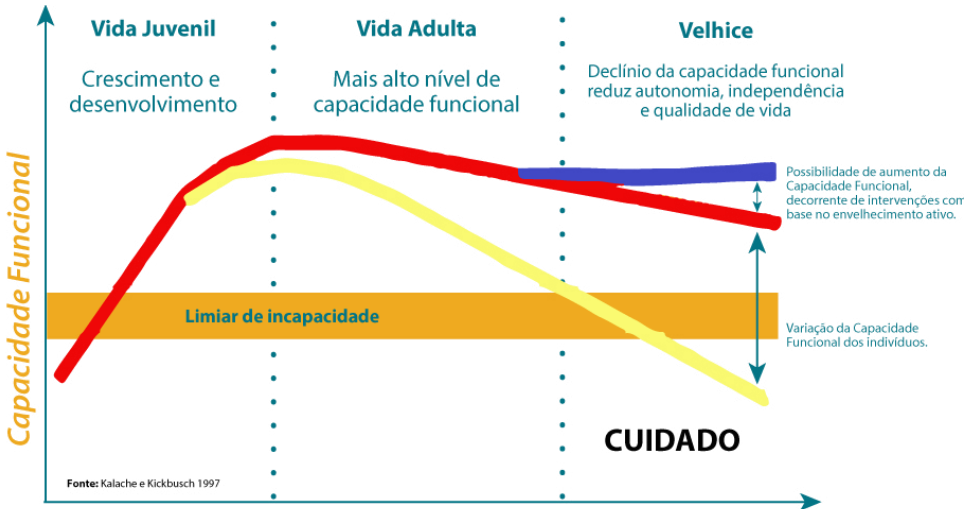 Vida Juvenil
Crescimento e
desenvolvimento
Vida Adulta
Mais alto nível de
capacidade funcional
Velhice
Declínio da capacidade funcional
reduz autonomia, independência
e qualidade de vida
Capacidade Funcional
Possibilidade de aumento da
Capacidade Funcional,
decorrente de intervenções com
base no envelhecimento ativo.
Limiar de incapacidade
Variação da Capacidade
Funcional dos indivíduos.
CUIDADO
Fonte: Kalache e Kickbusch 1997